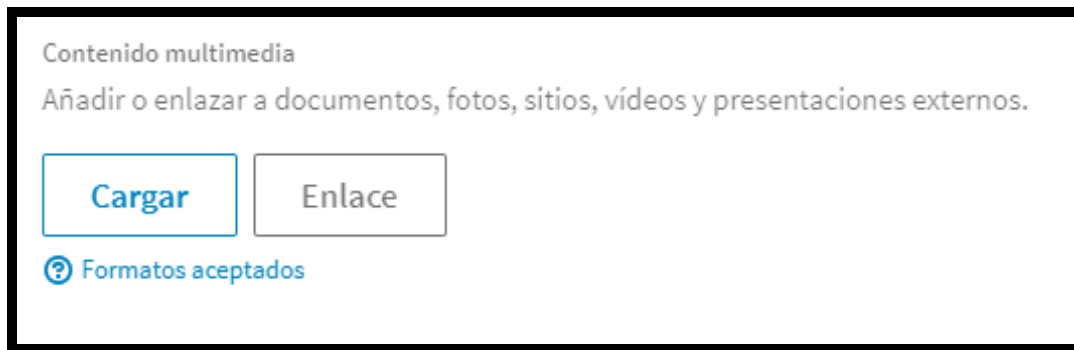 Contenido multimedia
Añadir o enlazar a documentos, fotos, sitios, vídeos y presentaciones externos.
Cargar Enlace
Formatos aceptados